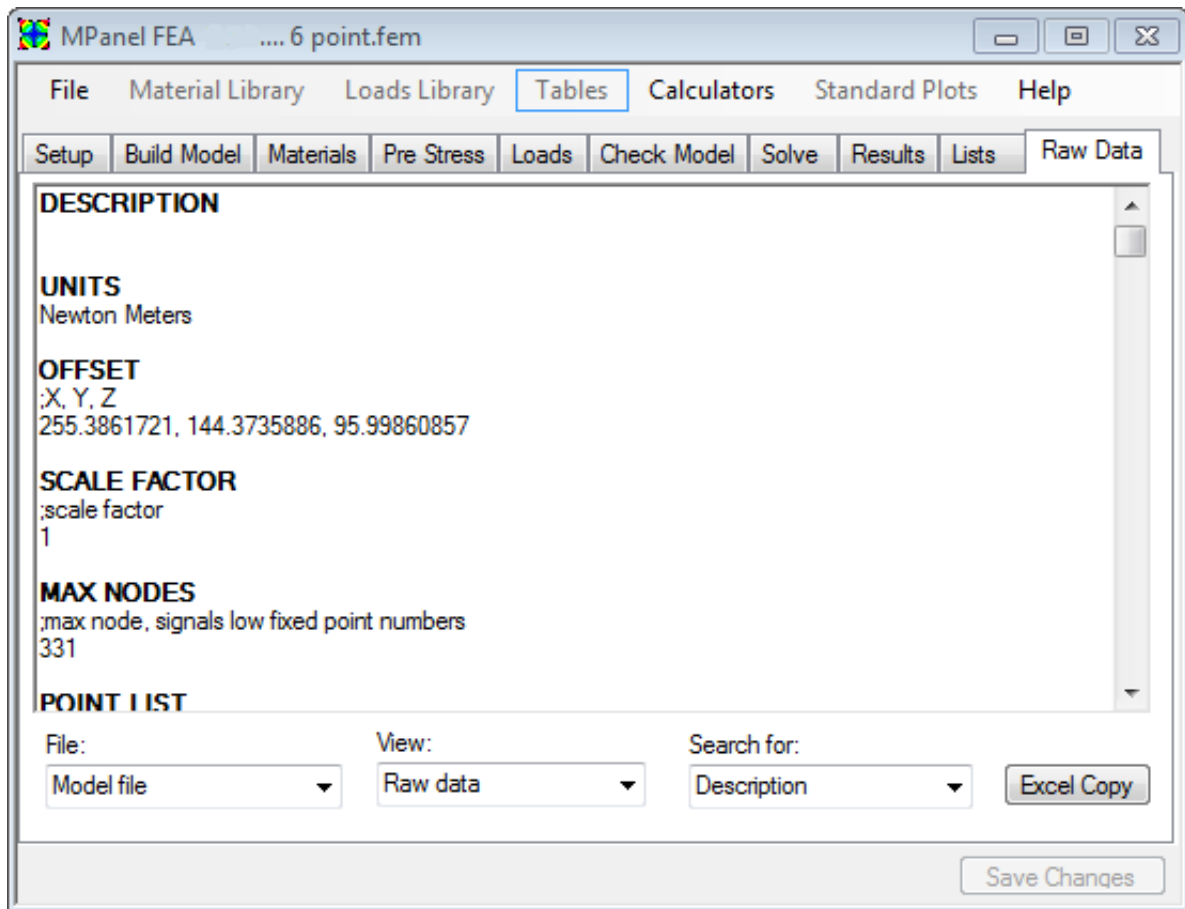 MPanel FEA .... 6 point.fem
File Material Library Loads Library Tables Calculators Standard Plots Help
Setup Build Model Materials Pre Stress Loads Check Model Solve Results Lists Raw Data
DESCRIPTION
UNITS
Newton Meters
OFFSET
;X, Y, Z
255.3861721, 144.3735886, 95.99860857
SCALE FACTOR
;scale factor
1
MAX NODES
;max node, signals low fixed point numbers
331
POINT LIST
File: View: Search for:
Model file Raw data Description Excel Copy
Save Changes